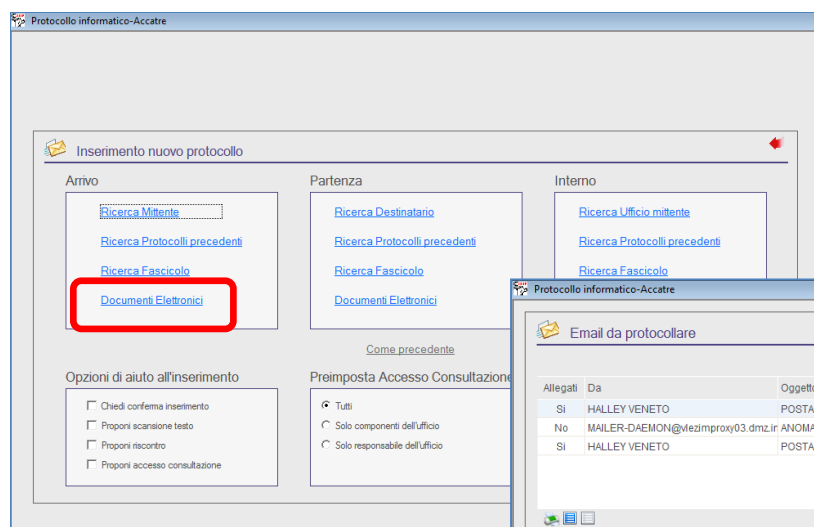 Protocollo informatico-Accatre
Inserimento nuovo protocollo
Arrivo
Ricerca Mittente
Ricerca Protocolli precedenti
Ricerca Fascicolo
Documenti Elettronici
Partenza
Ricerca Destinatario
Ricerca Protocolli precedenti
Ricerca Fascicolo
Documenti Elettronici
Interno
Ricerca Ufficio mittente
Ricerca Protocolli precedenti
Ricerca Fascicolo
Come precedente
Opzioni di aiuto all'inserimento
Chiedi conferma inserimento
Proponi scansione testo
Proponi riscontro
Proponi accesso consultazione
Preimposta Accesso Consultazione
Tutti
Solo componenti dell'ufficio
Solo responsabile dell'ufficio
Protocollo informatico-Accatre
Email da protocollare
Allegati Da Oggetto
Si HALLEY VENETO POSTA
No MAILER-DAEMON@vlezimproxy03.dmz.in ANOMA
Si HALLEY VENETO POSTA